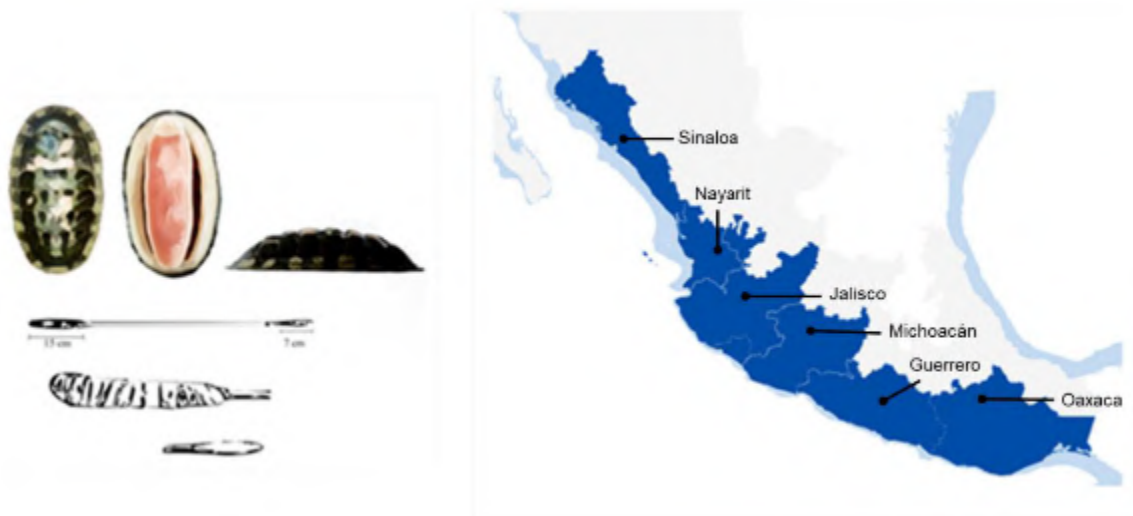 15 cm
7 cm
Sinaloa
Nayarit
Jalisco
Michoacán
Guerrero
Oaxaca